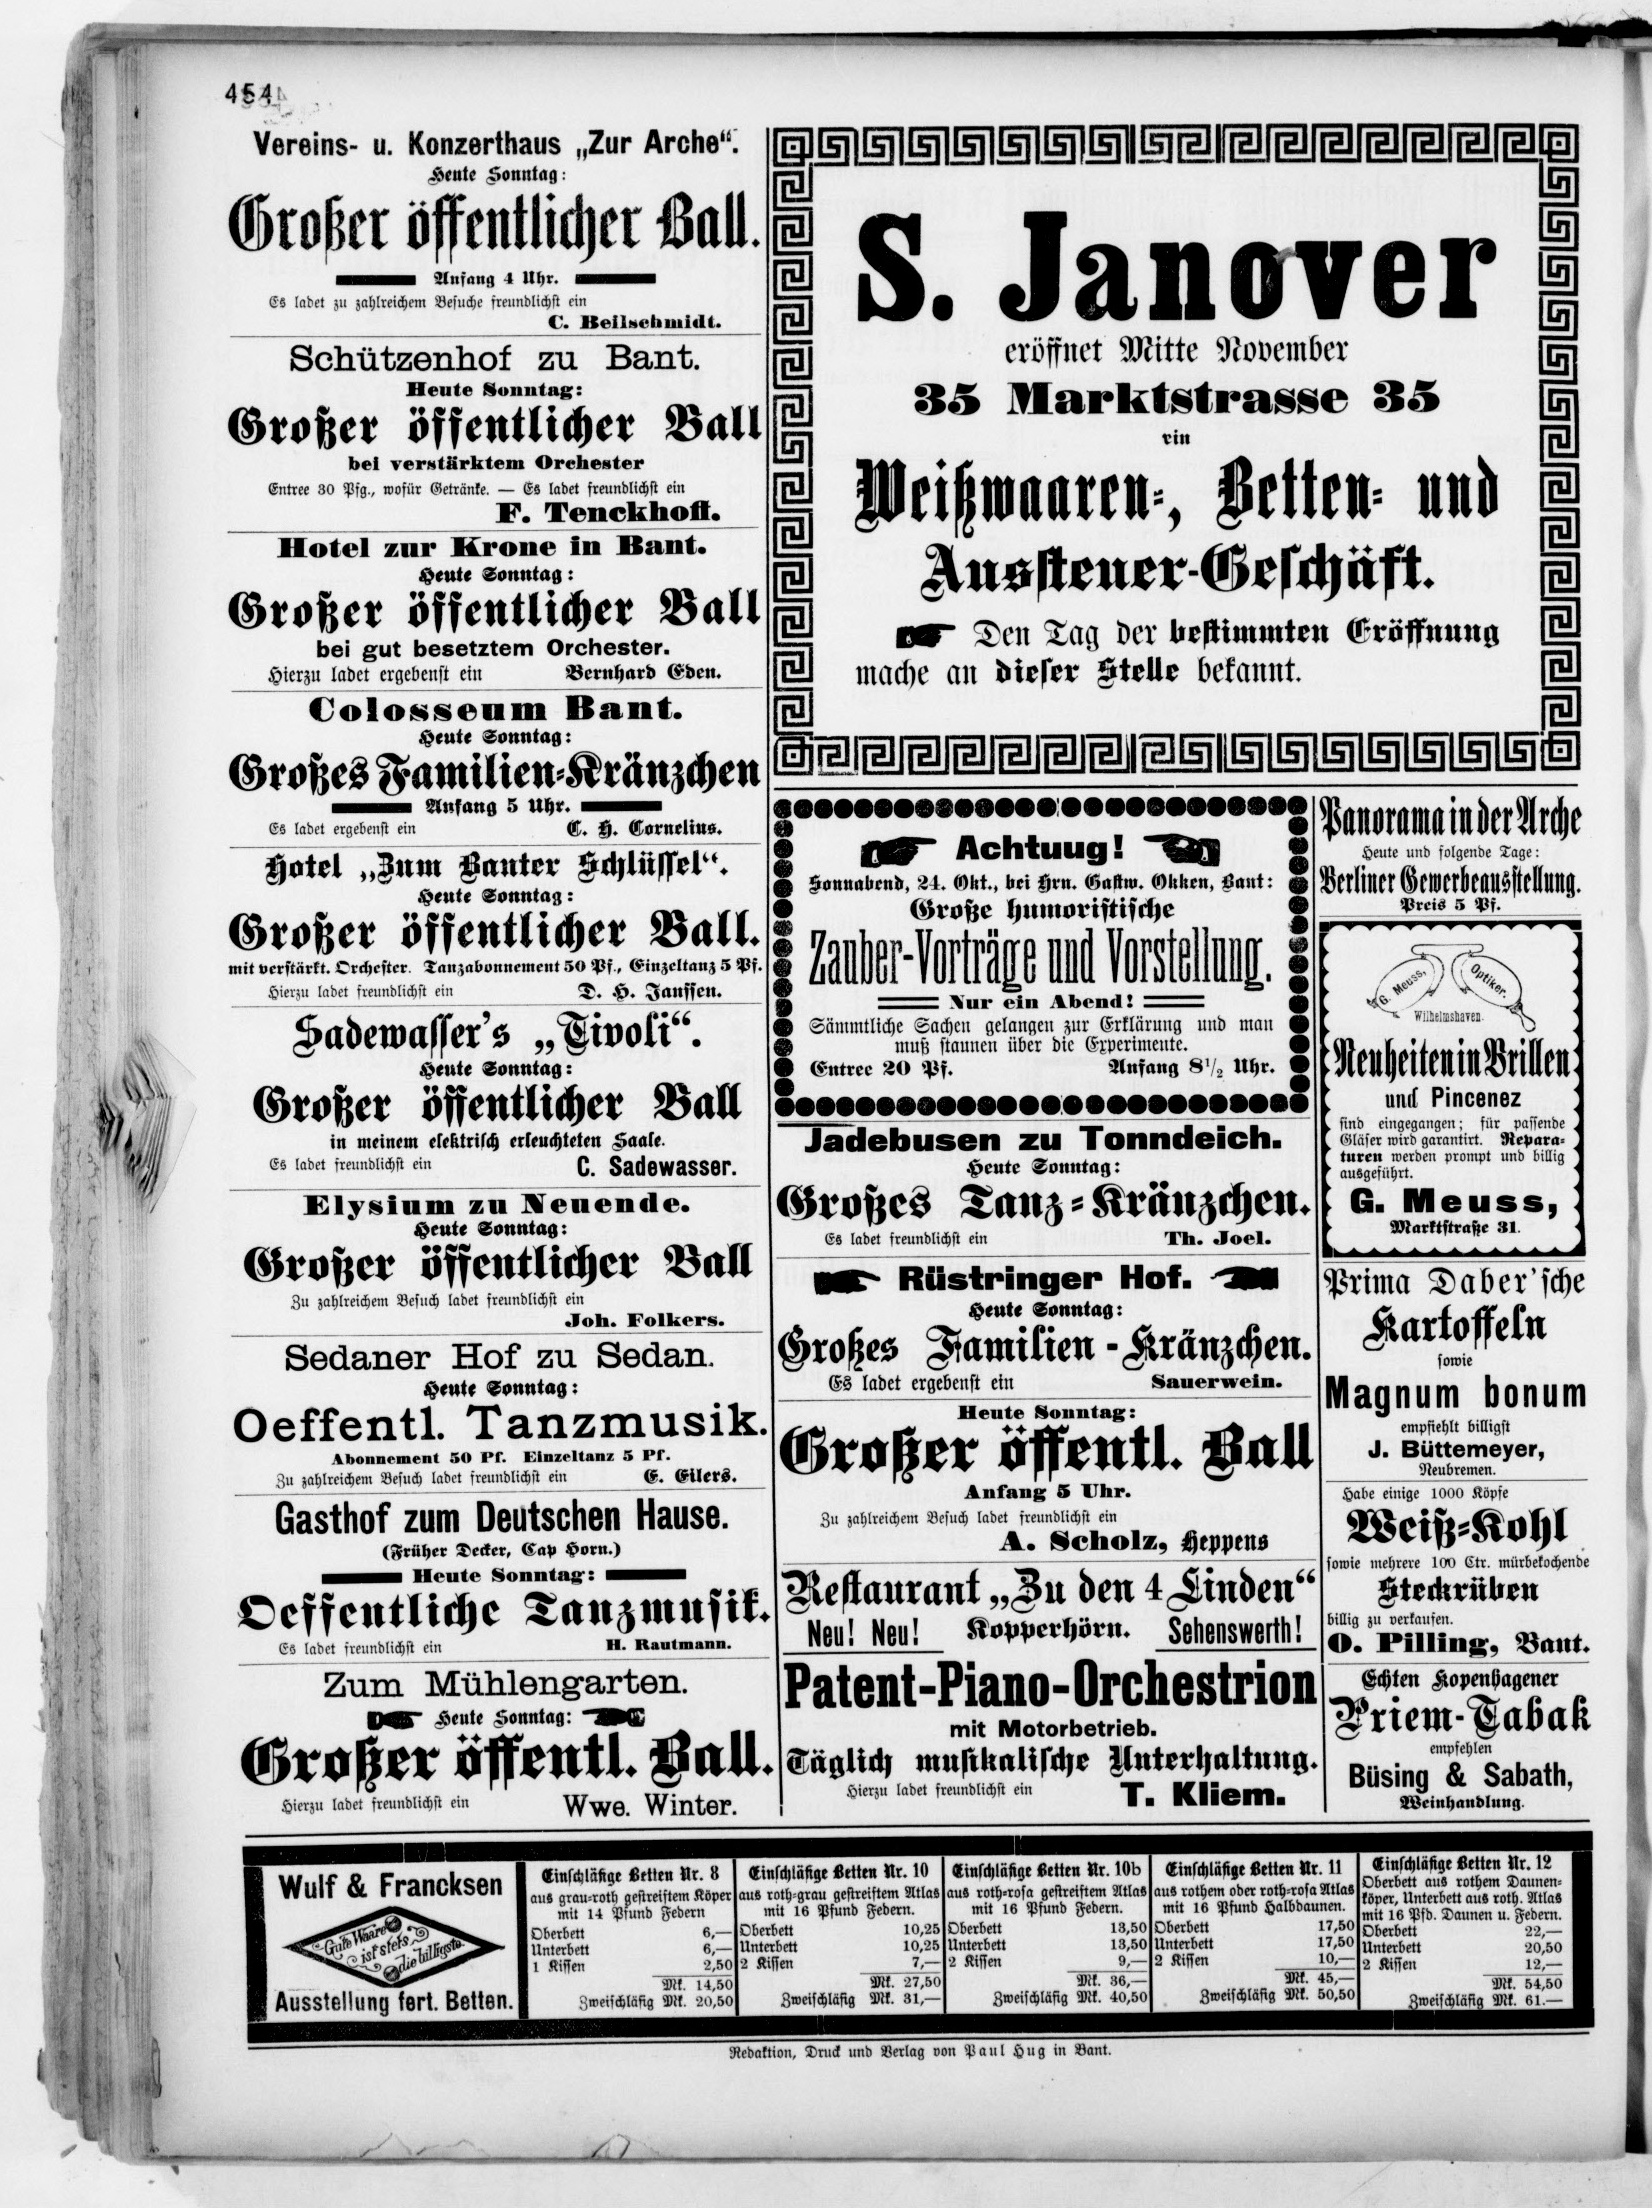 454
Vereins- u. Konzerthaus „Zur Arche“.
Heute Sonntag:
Großer öffentlicher Ball.
Anfang 4 Uhr.
Es ladet zu zahlreichem Besuche freundlichst ein
C. Beilschmidt.
Schützenhof zu Bant.
Heute Sonntag:
Großer öffentlicher Ball
bei verstärktem Orchester
Entree 30 Pfg., wofür Getränke. — Es ladet freundlichst ein
F. Tenckhoff.
Hotel zur Krone in Bant.
Heute Sonntag:
Großer öffentlicher Ball
bei gut besetztem Orchester.
Hierzu ladet ergebenst ein Bernhard Eden.
Colosseum Bant.
Heute Sonntag:
Großes Familien-Kränzchen
Anfang 5 Uhr.
Es ladet ergebenst ein C. H. Cornelius.
Hotel „Zum Banter Schlüssel“.
Heute Sonntag:
Großer öffentlicher Ball.
mit verstärkt. Orchester. Tanzabonnement 50 Pf., Einzeltanz 5 Pf.
Hierzu ladet freundlichst ein D. H. Janssen.
Sadewasser's „Tivoli“.
Heute Sonntag:
Großer öffentlicher Ball
in meinem elektrisch erleuchteten Saale.
Es ladet freundlichst ein C. Sadewasser.
Elysium zu Neuende.
Heute Sonntag:
Großer öffentlicher Ball
Zu zahlreichem Besuch ladet freundlichst ein
Joh. Folkers.
Sedaner Hof zu Sedan.
Heute Sonntag:
Oeffentl. Tanzmusik.
Abonnement 50 Pf. Einzeltanz 5 Pf.
Zu zahlreichem Besuch ladet freundlichst ein E. Eilers.
Gasthof zum Deutschen Hause.
(Früher Decker, Cap Horn.)
Heute Sonntag:
Oeffentliche Tanzmusik.
Es ladet freundlichst ein H. Rautmann.
Zum Mühlengarten.
Heute Sonntag:
Großer öffentl. Ball.
Hierzu ladet freundlichst ein Wwe. Winter.
S. Janover
eröffnet Mitte November
35 Marktstrasse 35
ein
Weißwaaren-, Betten- und
Aussteuer-Geschäft.
Den Tag der bestimmten Eröffnung
mache an dieser Stelle bekannt.
Achtuug!
Sonnabend, 24. Okt., bei Hrn. Gastw. Okken, Bant:
Große humoristische
Zauber-Vorträge und Vorstellung.
Nur ein Abend!
Sämmtliche Sachen gelangen zur Erklärung und man
muß staunen über die Experimente.
Entree 20 Pf. Anfang 8½ Uhr.
Jadebusen zu Tonndeich.
Heute Sonntag:
Großes Tanz-Kränzchen.
Es ladet freundlichst ein Th. Joel.
Rüstringer Hof.
Heute Sonntag:
Großes Familien-Kränzchen.
Es ladet ergebenst ein Sauerwein.
Heute Sonntag:
Großer öffentl. Ball
Anfang 5 Uhr.
Zu zahlreichem Besuch ladet freundlichst ein
A. Scholz, Heppens
Restaurant „Zu den 4 Linden“
Neu! Neu! Kopperhörn. Sehenswerth!
Patent-Piano-Orchestrion
mit Motorbetrieb.
Täglich musikalische Unterhaltung.
Hierzu ladet freundlichst ein T. Kliem.
Panorama in der Arche
Heute und folgende Tage:
Berliner Gewerbeausstellung.
Preis 5 Pf.
G. Meuss, Optiker.
Wilhelmshaven.
Neuheiten in Brillen
und Pincenez
sind eingegangen; für passende
Gläser wird garantirt. Repara-
turen werden prompt und billig
ausgeführt.
G. Meuss,
Marktstraße 31.
Prima Daber'sche
Kartoffeln
sowie
Magnum bonum
empfiehlt billigst
J. Büttemeyer,
Neubremen.
Habe einige 1000 Köpfe
Weiß-Kohl
sowie mehrere 100 Ctr. mürbekochende
Steckrüben
billig zu verkaufen.
O. Pilling, Bant.
Echten Kopenhagener
Priem-Tabak
empfehlen
Büsing & Sabath,
Weinhandlung.
Wulf & Francksen
Gute Waare
ist stets
die billigste.
Ausstellung fert. Betten.
Einschläfige Betten Nr. 8
aus grau-roth gestreiftem Köper
mit 14 Pfund Federn
Oberbett 6,—
Unterbett 6,—
1 Kissen 2,50
Mk. 14,50
Zweischläfig Mk. 20,50
Einschläfige Betten Nr. 10
aus roth-grau gestreiftem Atlas
mit 16 Pfund Federn.
Oberbett 10,25
Unterbett 10,25
2 Kissen 7,—
Mk. 27,50
Zweischläfig Mk. 31,—
Einschläfige Betten Nr. 10b
aus roth-rosa gestreiftem Atlas
mit 16 Pfund Federn.
Oberbett 13,50
Unterbett 13,50
2 Kissen 9,—
Mk. 36,—
Zweischläfig Mk. 40,50
Einschläfige Betten Nr. 11
aus rothem oder roth-rosa Atlas
mit 16 Pfund Halbdaunen.
Oberbett 17,50
Unterbett 17,50
2 Kissen 10,—
Mk. 45,—
Zweischläfig Mk. 50,50
Einschläfige Betten Nr. 12
Oberbett aus rothem Daunen-
köper, Unterbett aus roth. Atlas
mit 16 Pfd. Daunen u. Federn.
Oberbett 22,—
Unterbett 20,50
2 Kissen 12,—
Mk. 54,50
Zweischläfig Mk. 61.—
Redaktion, Druck und Verlag von Paul Hug in Bant.